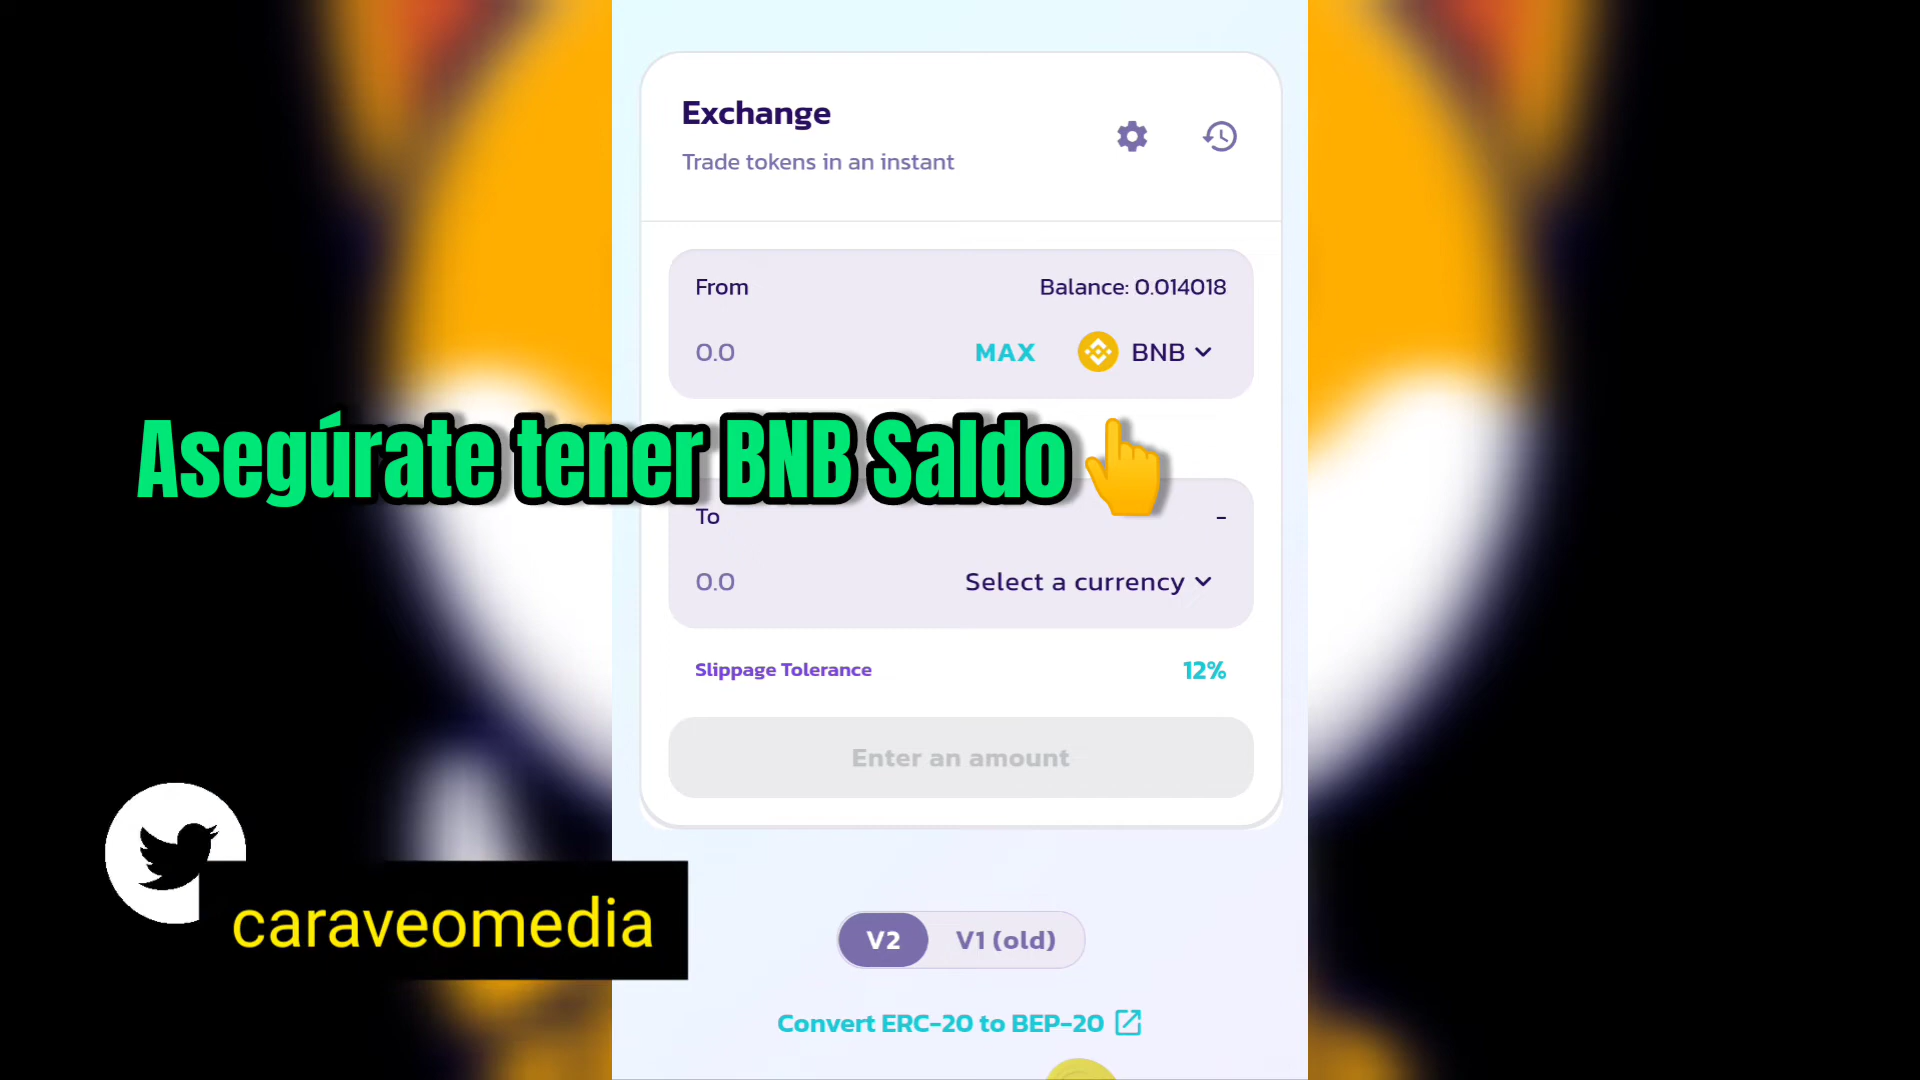 Exchange
Trade tokens in an instant
From
Balance: 0.014018
0.0
MAX
BNB
Asegúrate tener BNB Saldo
To
-
0.0
Select a currency
Slippage Tolerance
12%
Enter an amount
caraveomedia
V2
V1 (old)
Convert ERC-20 to BEP-20